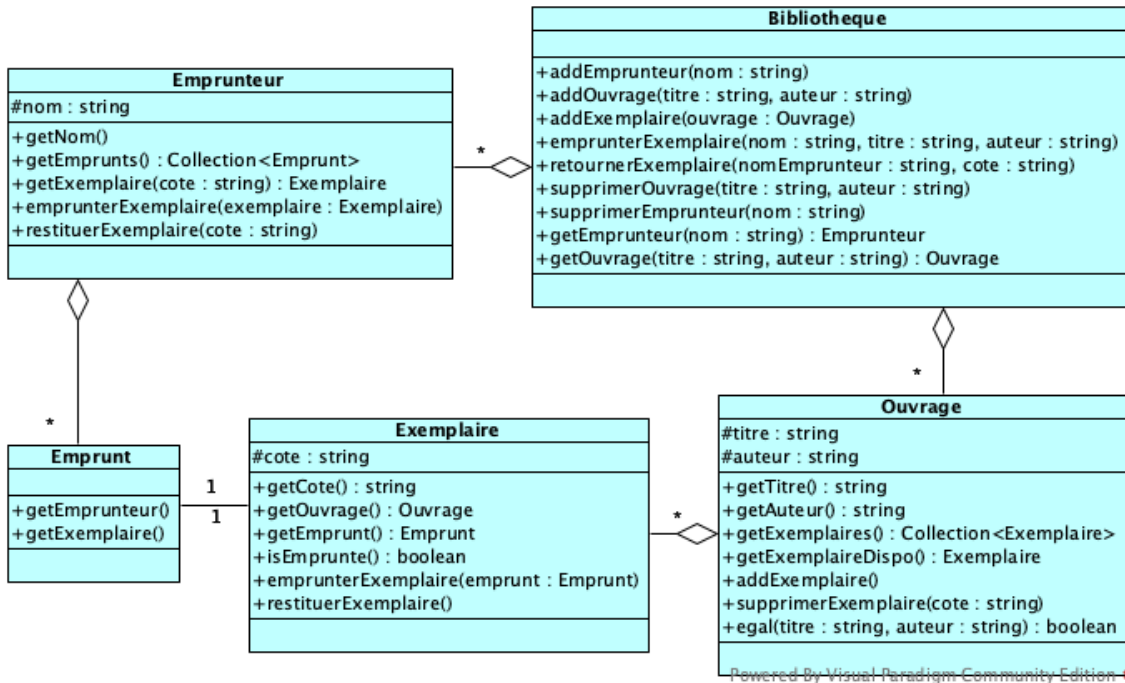 Bibliotheque
+addEmprunteur(nom : string)
+addOuvrage(titre : string, auteur : string)
+addExemplaire(ouvrage : Ouvrage)
+emprunterExemplaire(nom : string, titre : string, auteur : string)
+retournerExemplaire(nomEmprunteur : string, cote : string)
+supprimerOuvrage(titre : string, auteur : string)
+supprimerEmprunteur(nom : string)
+getEmprunteur(nom : string) : Emprunteur
+getOuvrage(titre : string, auteur : string) : Ouvrage
Emprunteur
#nom : string
+getNom()
+getEmprunts() : Collection<Emprunt>
+getExemplaire(cote : string) : Exemplaire
+emprunterExemplaire(exemplaire : Exemplaire)
+restituerExemplaire(cote : string)
*
*
*
Emprunt
+getEmprunteur()
+getExemplaire()
1
1
Exemplaire
#cote : string
+getCote() : string
+getOuvrage() : Ouvrage
+getEmprunt() : Emprunt
+isEmprunte() : boolean
+emprunterExemplaire(emprunt : Emprunt)
+restituerExemplaire()
*
Ouvrage
#titre : string
#auteur : string
+getTitre() : string
+getAuteur() : string
+getExemplaires() : Collection<Exemplaire>
+getExemplaireDispo() : Exemplaire
+addExemplaire()
+supprimerExemplaire(cote : string)
+egal(titre : string, auteur : string) : boolean
Powered By Visual Paradigm Community Edition